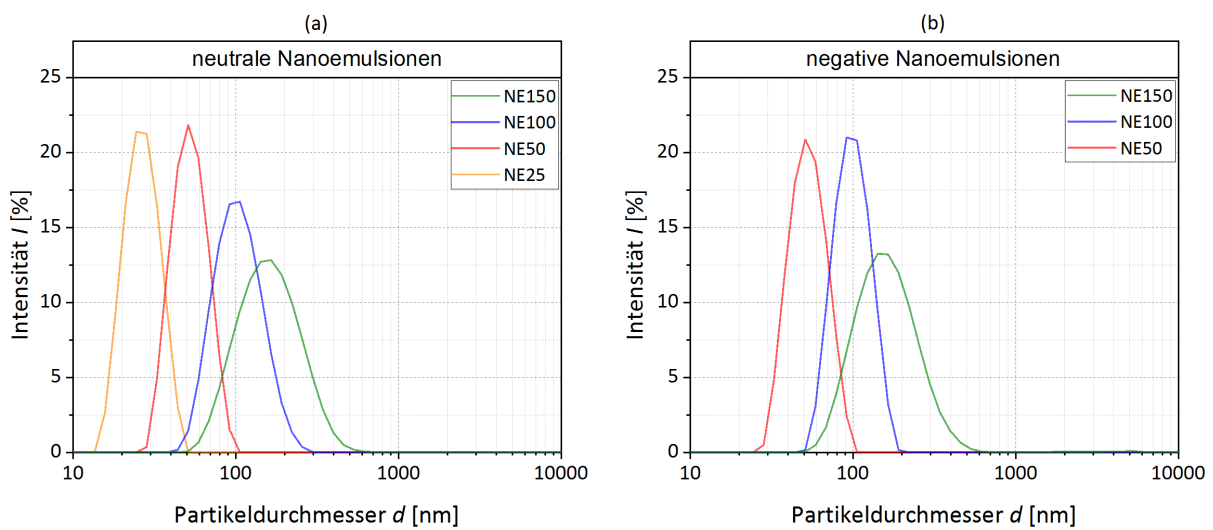 (a)
neutrale Nanoemulsionen
25
20
15
10
5
0
Intensität I [%]
NE150
NE100
NE50
NE25
10
100
1000
10000
Partikeldurchmesser d [nm]
(b)
negative Nanoemulsionen
25
20
15
10
5
0
Intensität I [%]
NE150
NE100
NE50
10
100
1000
10000
Partikeldurchmesser d [nm]